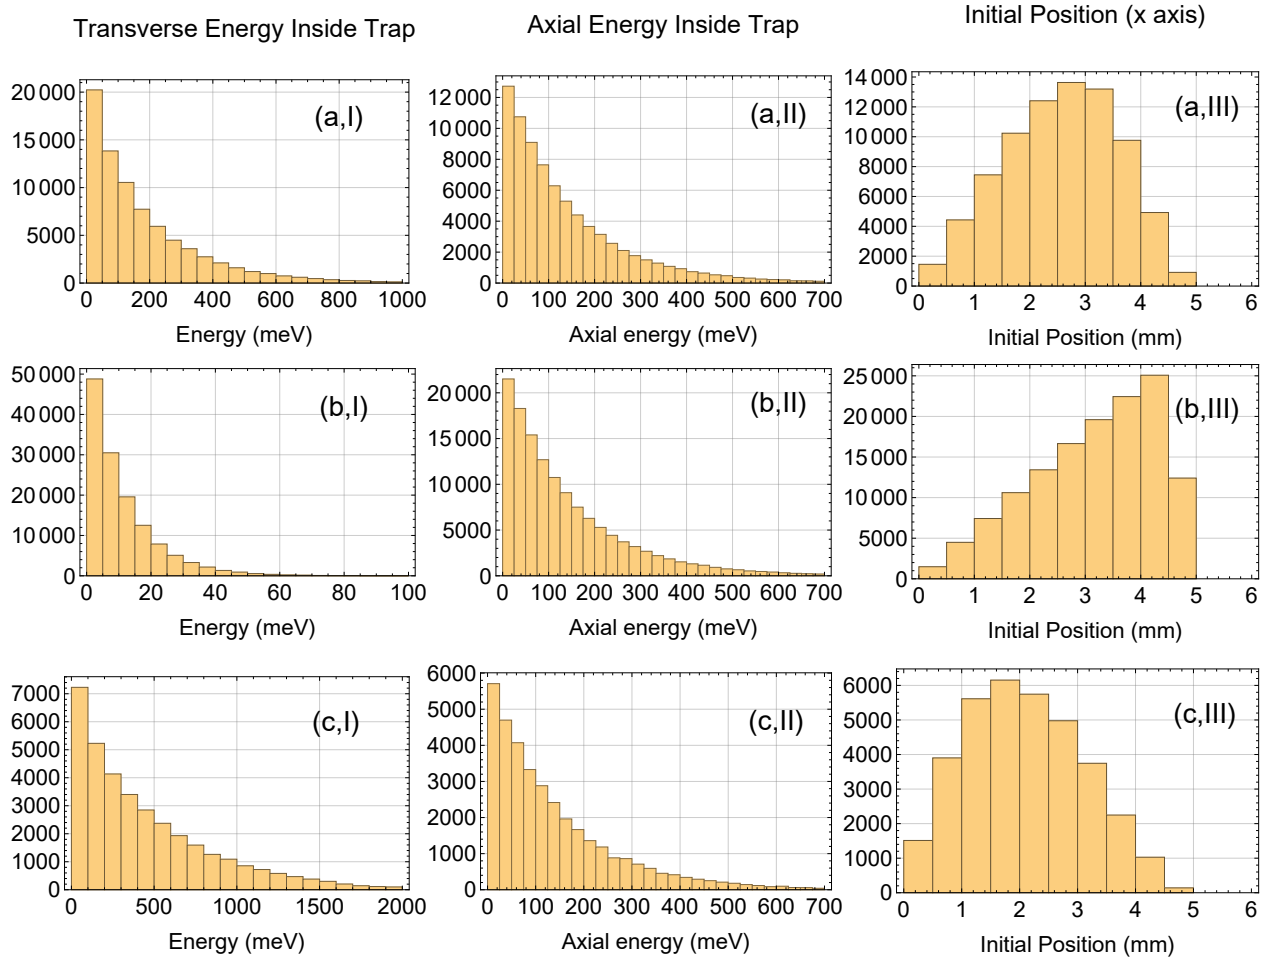 Transverse Energy Inside Trap
Axial Energy Inside Trap
Initial Position (x axis)
20 000
15 000
10 000
5000
0
(a,I)
0 200 400 600 800 1000
Energy (meV)
12 000
10 000
8000
6000
4000
2000
0
(a,II)
0 100 200 300 400 500 600 700
Axial energy (meV)
14 000
12 000
10 000
8000
6000
4000
2000
0
(a,III)
0 1 2 3 4 5 6
Initial Position (mm)
50 000
40 000
30 000
20 000
10 000
0
(b,I)
0 20 40 60 80 100
Energy (meV)
20 000
15 000
10 000
5000
0
(b,II)
0 100 200 300 400 500 600 700
Axial energy (meV)
25 000
20 000
15 000
10 000
5000
0
(b,III)
0 1 2 3 4 5 6
Initial Position (mm)
7000
6000
5000
4000
3000
2000
1000
0
(c,I)
0 500 1000 1500 2000
Energy (meV)
6000
5000
4000
3000
2000
1000
0
(c,II)
0 100 200 300 400 500 600 700
Axial energy (meV)
6000
5000
4000
3000
2000
1000
0
(c,III)
0 1 2 3 4 5 6
Initial Position (mm)